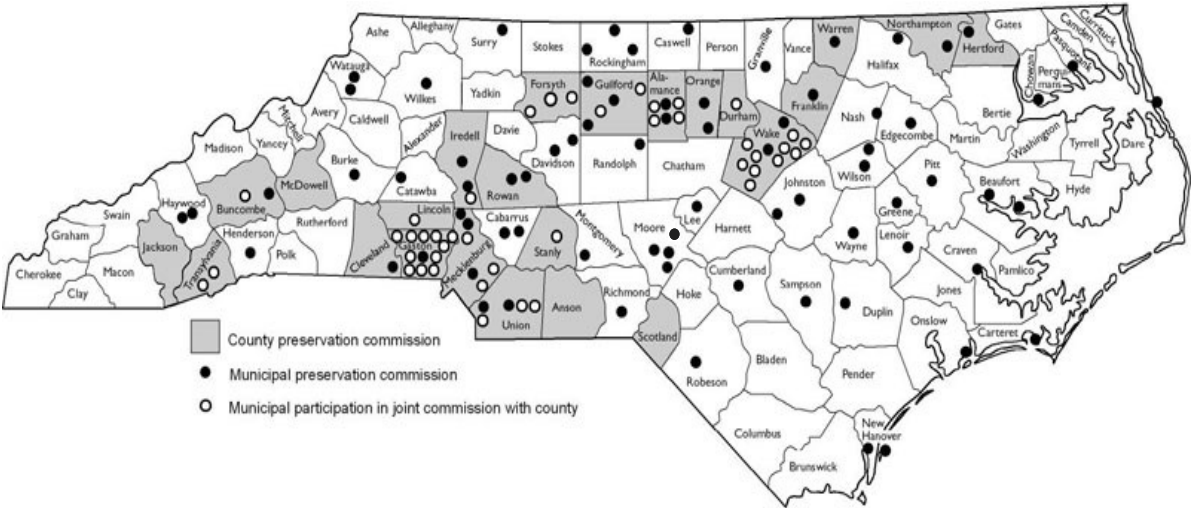 Ashe
Alleghany
Surry
Stokes
Rockingham
Caswell
Person
Granville
Vance
Warren
Northampton
Hertford
Gates
Camden
Currituck
Pasquotank
Chowan
Perqui-
mans
Watauga
Wilkes
Yadkin
Forsyth
Guilford
Ala-
mance
Orange
Durham
Franklin
Halifax
Bertie
Mitchell
Avery
Caldwell
Alexander
Iredell
Davie
Davidson
Randolph
Chatham
Wake
Nash
Edgecombe
Martin
Washington
Tyrrell
Dare
Madison
Yancey
McDowell
Burke
Catawba
Rowan
Johnston
Wilson
Pitt
Beaufort
Hyde
Swain
Haywood
Buncombe
Rutherford
Lincoln
Cabarrus
Stanly
Montgomery
Moore
Lee
Harnett
Wayne
Greene
Lenoir
Craven
Pamlico
Graham
Jackson
Henderson
Polk
Cleveland
Gaston
Mecklenburg
Cherokee
Macon
Clay
Transylvania
Union
Anson
Richmond
Hoke
Cumberland
Sampson
Duplin
Jones
Onslow
Carteret
Scotland
Robeson
Bladen
Pender
Columbus
New
Hanover
Brunswick
County preservation commission
Municipal preservation commission
Municipal participation in joint commission with county